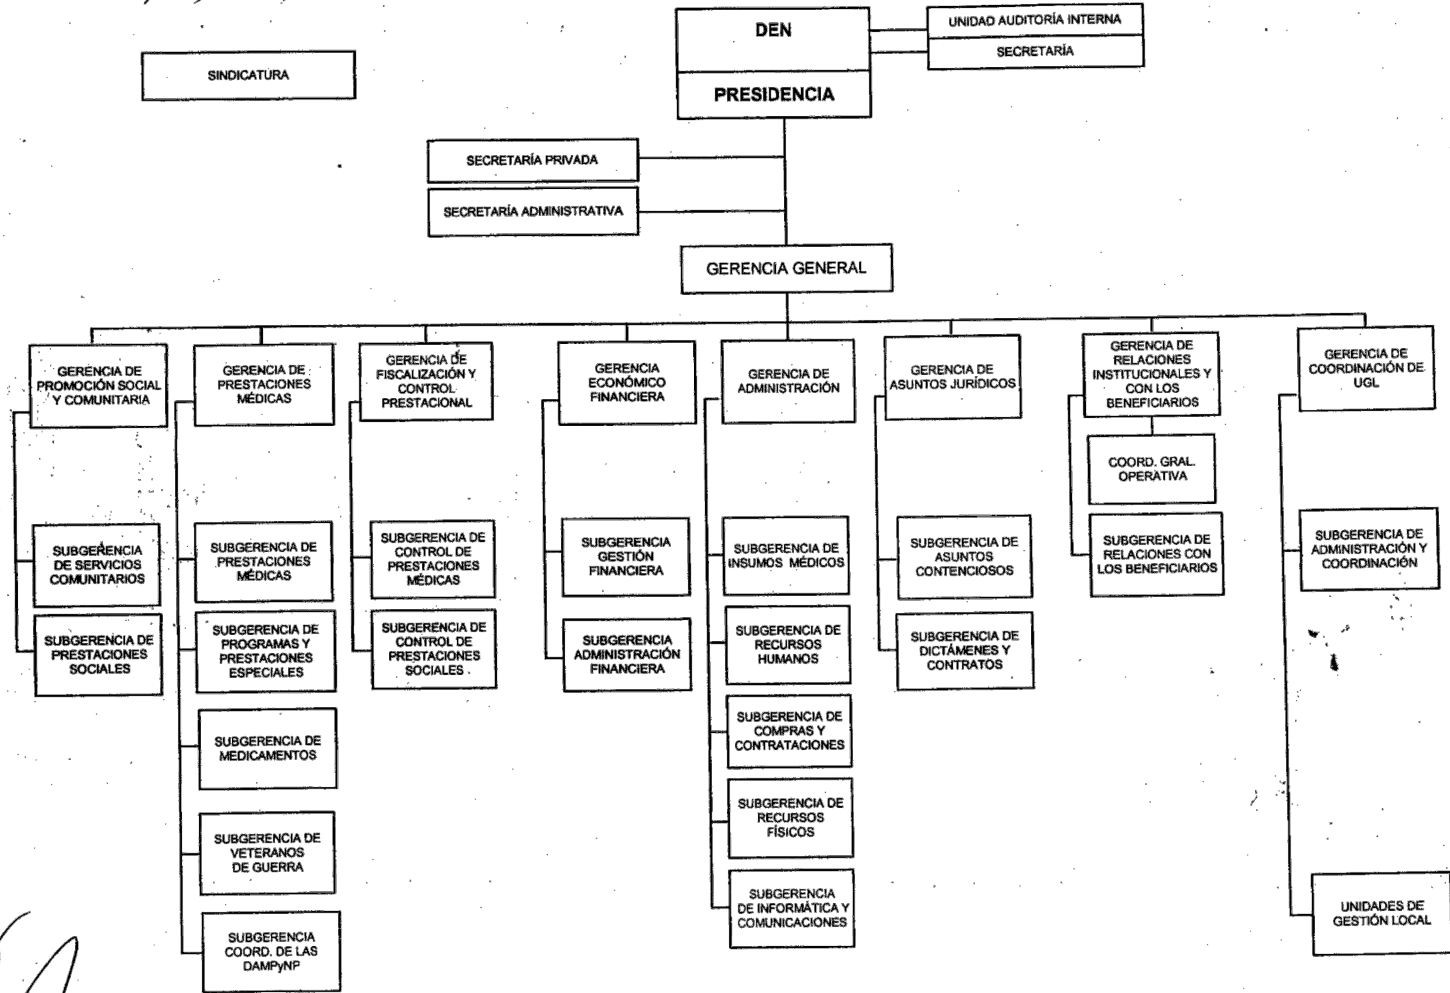 DEN
PRESIDENCIA
UNIDAD AUDITORÍA INTERNA
SECRETARÍA
SINDICATURA
SECRETARÍA PRIVADA
SECRETARÍA ADMINISTRATIVA
GERENCIA GENERAL
GERENCIA DE
PROMOCIÓN SOCIAL
Y COMUNITARIA
GERENCIA DE
PRESTACIONES
MÉDICAS
GERENCIA DE
FISCALIZACIÓN Y
CONTROL
PRESTACIONAL
GERENCIA
ECONÓMICO
FINANCIERA
GERENCIA DE
ADMINISTRACIÓN
GERENCIA DE
ASUNTOS JURÍDICOS
GERENCIA DE
RELACIONES
INSTITUCIONALES Y
CON LOS
BENEFICIARIOS
GERENCIA DE
COORDINACIÓN DE
UGL
COORD. GRAL.
OPERATIVA
SUBGERENCIA
DE SERVICIOS
COMUNITARIOS
SUBGERENCIA DE
PRESTACIONES
MÉDICAS
SUBGERENCIA DE
CONTROL DE
PRESTACIONES
MÉDICAS
SUBGERENCIA
GESTIÓN
FINANCIERA
SUBGERENCIA DE
INSUMOS MÉDICOS
SUBGERENCIA DE
ASUNTOS
CONTENCIOSOS
SUBGERENCIA DE
RELACIONES CON
LOS BENEFICIARIOS
SUBGERENCIA DE
ADMINISTRACIÓN Y
COORDINACIÓN
SUBGERENCIA DE
PRESTACIONES
SOCIALES
SUBGERENCIA DE
PROGRAMAS Y
PRESTACIONES
ESPECIALES
SUBGERENCIA DE
CONTROL DE
PRESTACIONES
SOCIALES
SUBGERENCIA
ADMINISTRACIÓN
FINANCIERA
SUBGERENCIA DE
RECURSOS
HUMANOS
SUBGERENCIA DE
DICTÁMENES Y
CONTRATOS
SUBGERENCIA DE
MEDICAMENTOS
SUBGERENCIA DE
COMPRAS Y
CONTRATACIONES
SUBGERENCIA DE
VETERANOS
DE GUERRA
SUBGERENCIA DE
RECURSOS
FÍSICOS
SUBGERENCIA
COORD. DE LAS
DAMPyNP
SUBGERENCIA
DE INFORMÁTICA Y
COMUNICACIONES
UNIDADES DE
GESTIÓN LOCAL